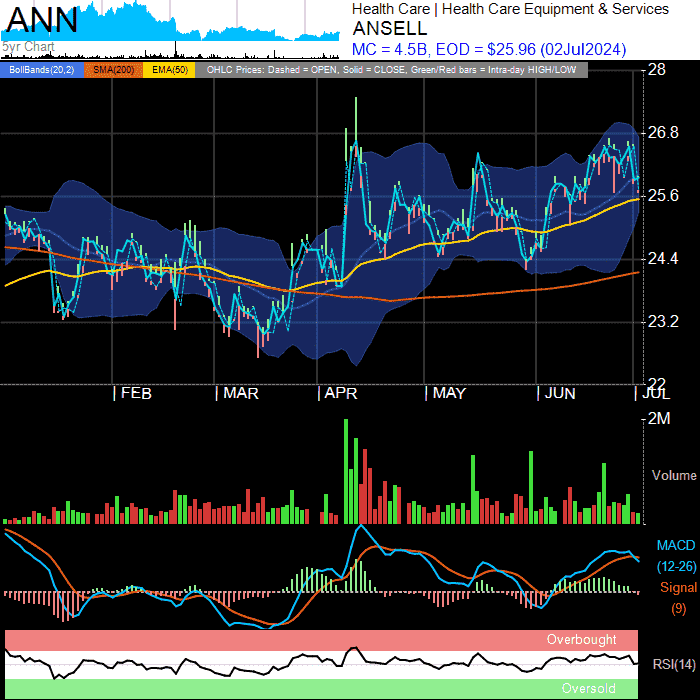 ANN
Health Care | Health Care Equipment & Services
ANSELL
MC = 4.5B, EOD = $25.96 (02Jul2024)
5yr Chart
BollBands(20,2) SMA(200) EMA(50) OHLC Prices: Dashed = OPEN, Solid = CLOSE, Green/Red bars = Intra-day HIGH/LOW
28
26.8
25.6
24.4
23.2
22
FEB MAR APR MAY JUN JUL
2M
Volume
MACD
(12-26)
Signal
(9)
Overbought
RSI(14)
Oversold